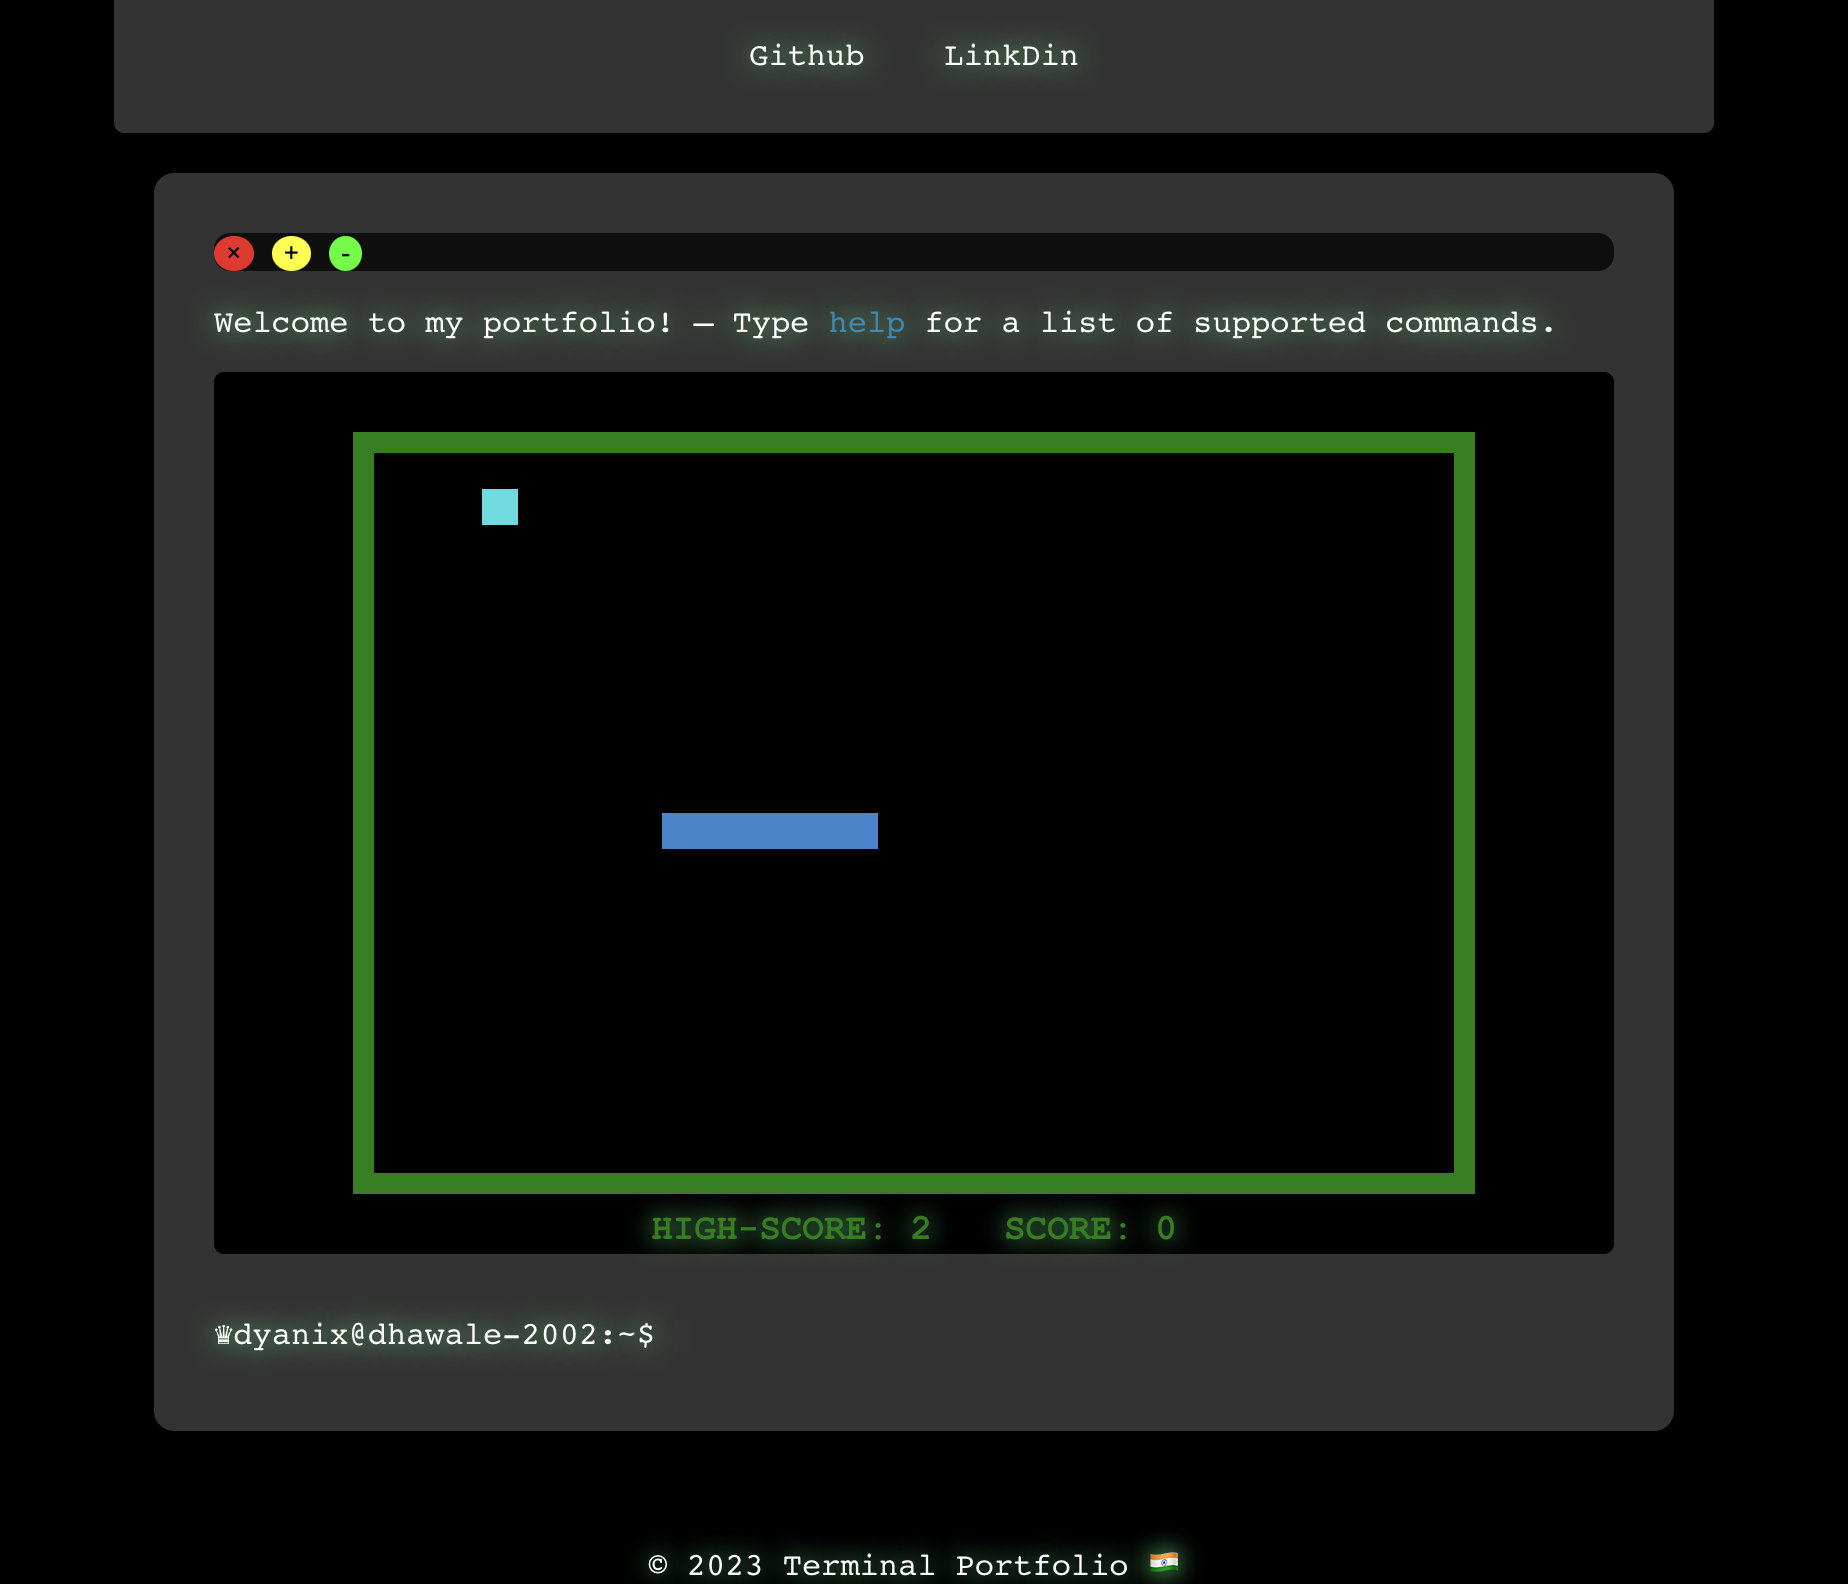 Github LinkDin
× + -
Welcome to my portfolio! — Type help for a list of supported commands.
HIGH-SCORE: 2 SCORE: 0
♛dyanix@dhawale-2002:~$
© 2023 Terminal Portfolio 🇮🇳